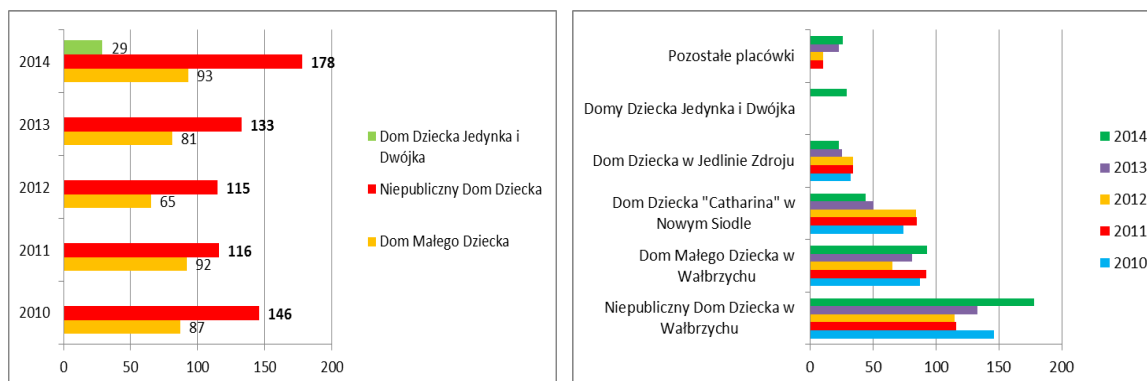 2014
29
178
93
2013
133
81
2012
115
65
2011
116
92
2010
146
87
0 50 100 150 200
Dom Dziecka Jedynka i
Dwójka
Niepubliczny Dom Dziecka
Dom Małego Dziecka
Pozostałe placówki
Domy Dziecka Jedynka i Dwójka
Dom Dziecka w Jedlinie Zdroju
Dom Dziecka "Catharina" w
Nowym Siodle
Dom Małego Dziecka w
Wałbrzychu
Niepubliczny Dom Dziecka w
Wałbrzychu
0 50 100 150 200
2014
2013
2012
2011
2010